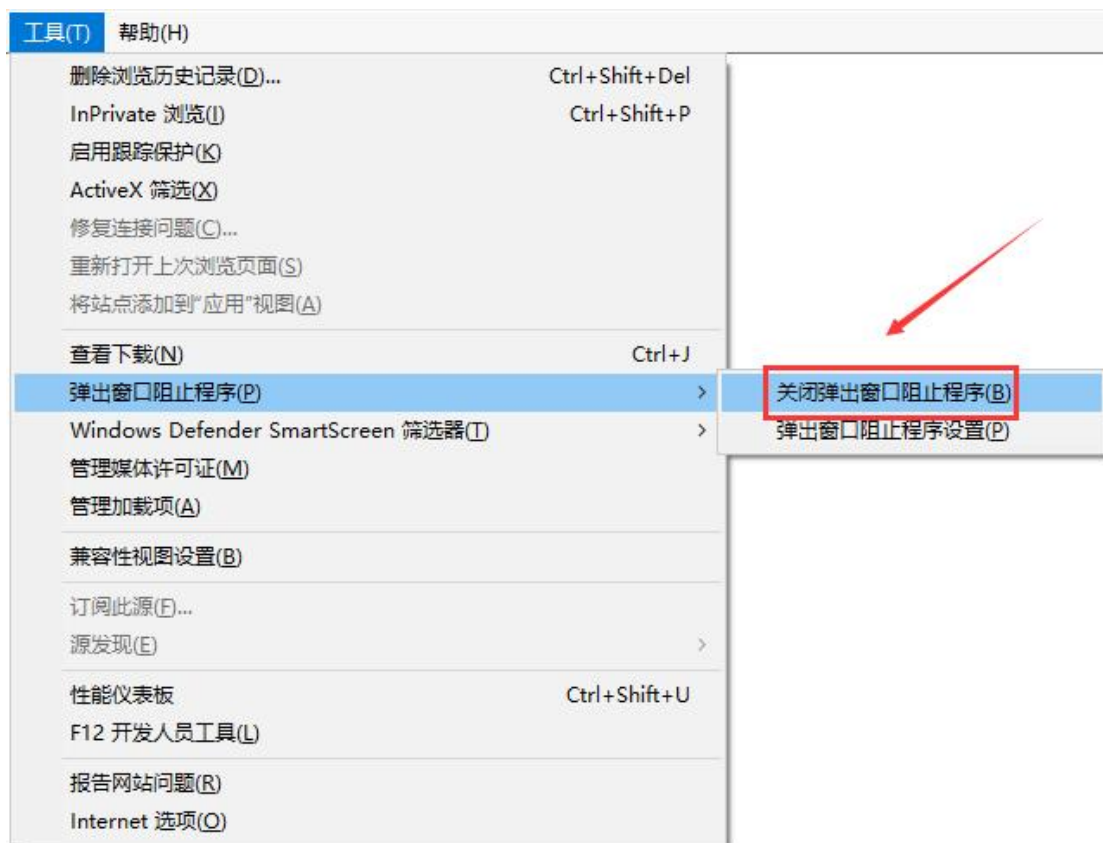 工具(T) 帮助(H)
删除浏览历史记录(D)... Ctrl+Shift+Del
InPrivate 浏览(I) Ctrl+Shift+P
启用跟踪保护(K)
ActiveX 筛选(X)
修复连接问题(C)...
重新打开上次浏览页面(S)
将站点添加到“应用”视图(A)
查看下载(N) Ctrl+J
弹出窗口阻止程序(P) > 关闭弹出窗口阻止程序(B)
Windows Defender SmartScreen 筛选器(T) > 弹出窗口阻止程序设置(P)
管理媒体许可证(M)
管理加载项(A)
兼容性视图设置(B)
订阅此源(F)...
源发现(E) >
性能仪表板 Ctrl+Shift+U
F12 开发人员工具(L)
报告网站问题(R)
Internet 选项(O)